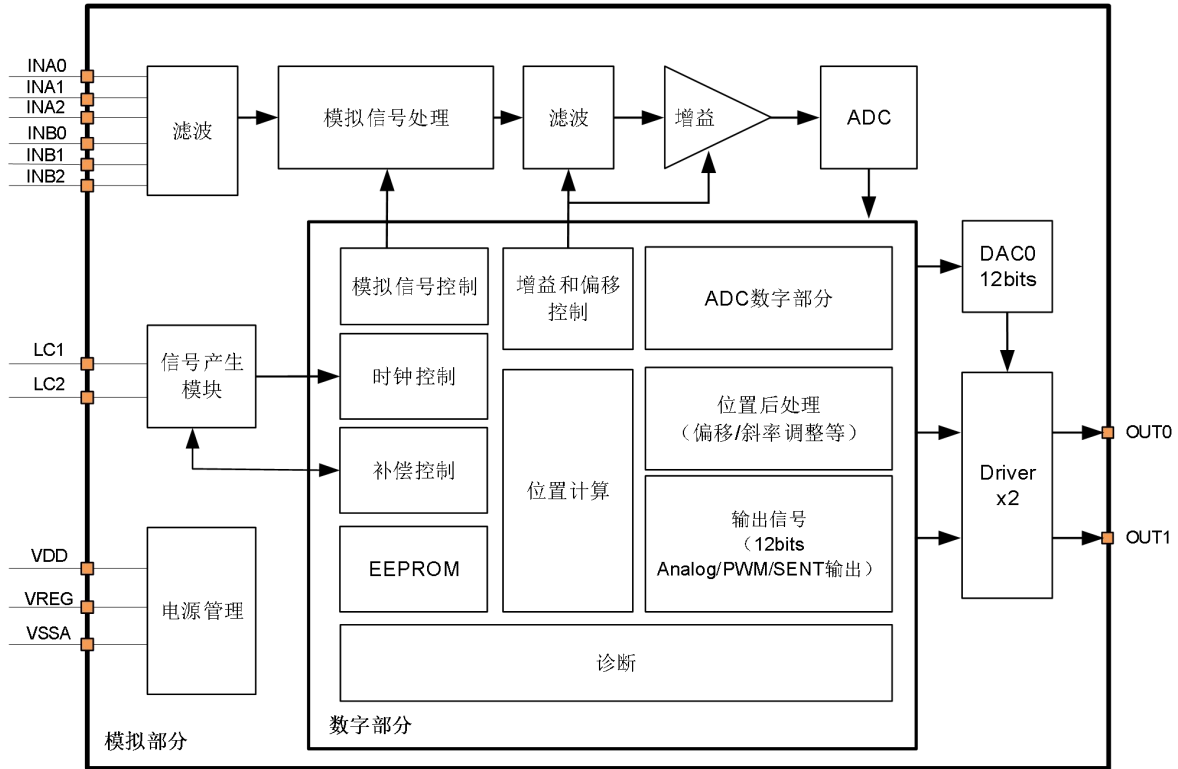 INA0
INA1
INA2
INB0
INB1
INB2
滤波
模拟信号处理
滤波
增益
ADC
模拟信号控制
增益和偏移
控制
ADC数字部分
DAC0
12bits
LC1
LC2
信号产生
模块
时钟控制
补偿控制
EEPROM
位置计算
位置后处理
(偏移/斜率调整等)
输出信号
(12bits
Analog/PWM/SENT输出)
诊断
Driver
x2
OUT0
OUT1
VDD
VREG
VSSA
电源管理
数字部分
模拟部分